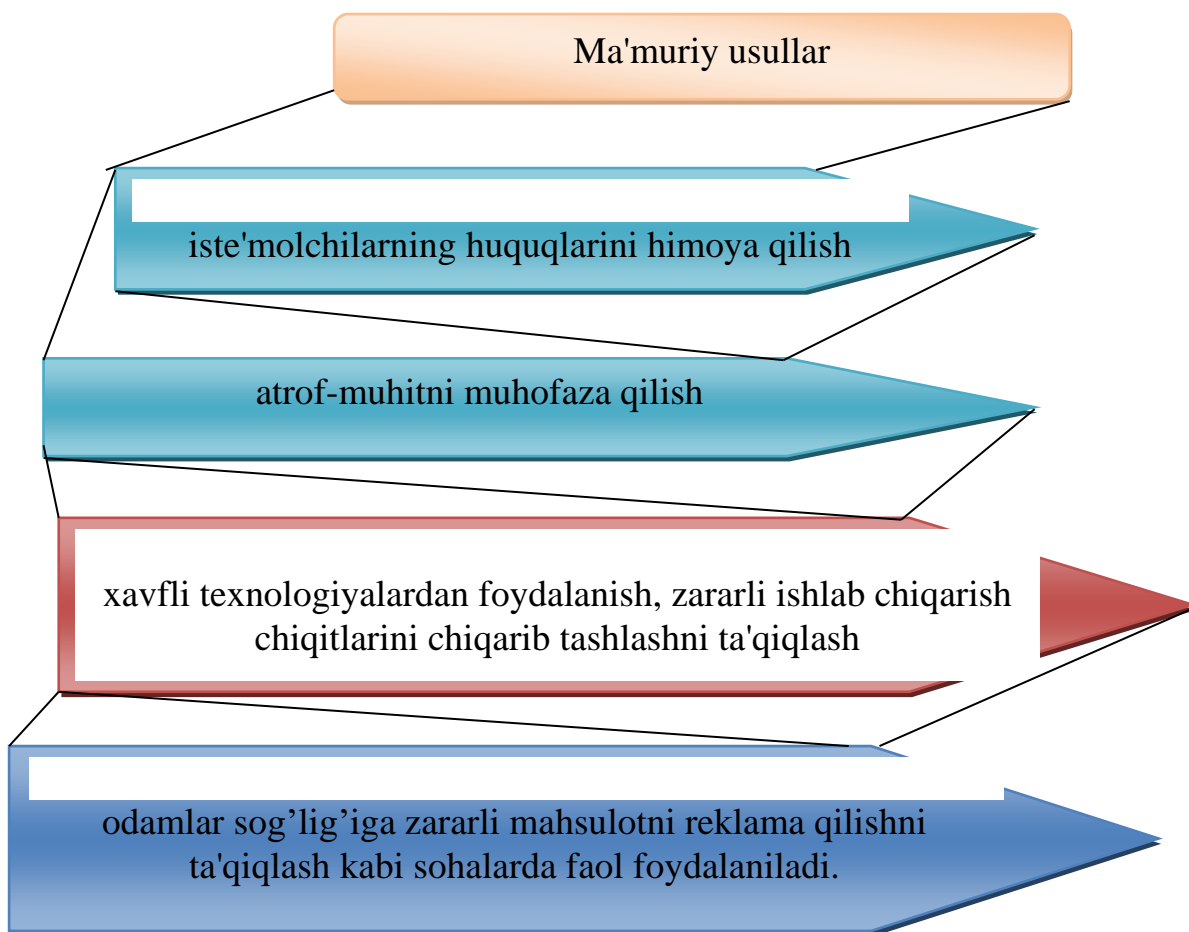 Ma'muriy usullar
iste'molchilarning huquqlarini himoya qilish
atrof-muhitni muhofaza qilish
xavfli texnologiyalardan foydalanish, zararli ishlab chiqarish
chiqitlarini chiqarib tashlashni ta'qiqlash
odamlar sog’lig’iga zararli mahsulotni reklama qilishni
ta'qiqlash kabi sohalarda faol foydalaniladi.